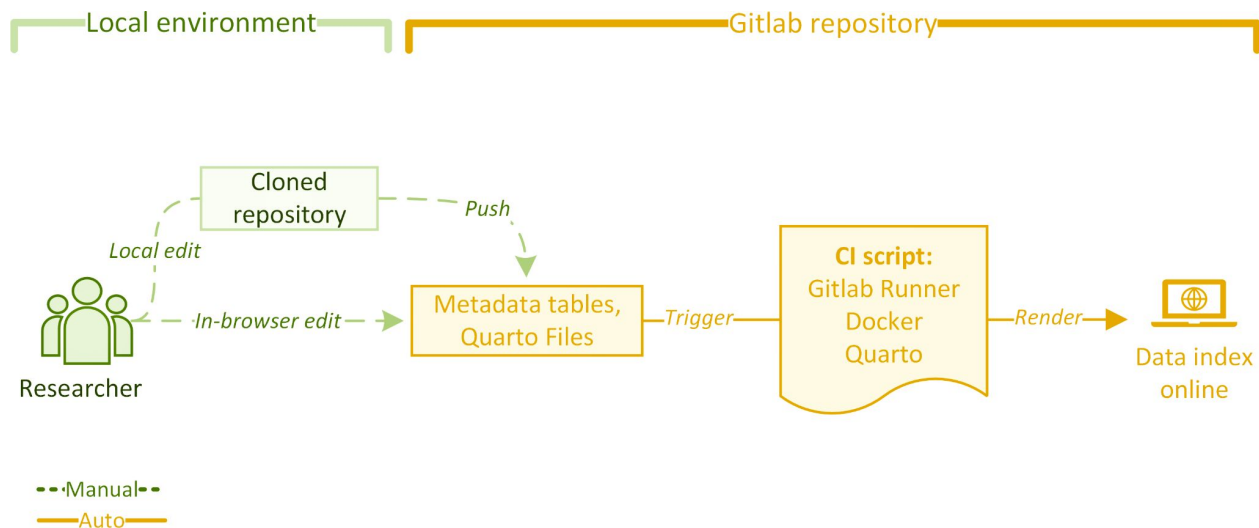 Local environment
Gitlab repository
Cloned
repository
Push
Local edit
In-browser edit
Researcher
Metadata tables,
Quarto Files
Trigger
CI script:
Gitlab Runner
Docker
Quarto
Render
Data index
online
Manual
Auto